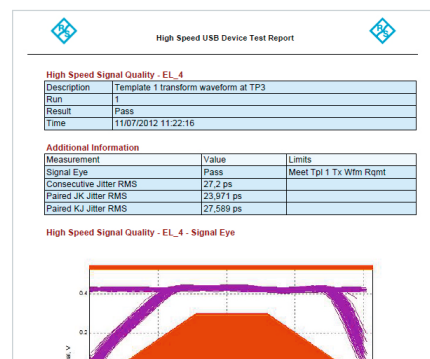 High Speed USB Device Test Report
High Speed Signal Quality - EL_4
Description Template 1 transform waveform at TP3
Run 1
Result Pass
Time 11/07/2012 11:22:16
Additional Information
Measurement Value Limits
Signal Eye Pass Meet Tpl 1 Tx Wfm Rqmt
Consecutive Jitter RMS 27,2 ps
Paired JK Jitter RMS 23,971 ps
Paired KJ Jitter RMS 27,589 ps
High Speed Signal Quality - EL_4 - Signal Eye
0.4
0.2